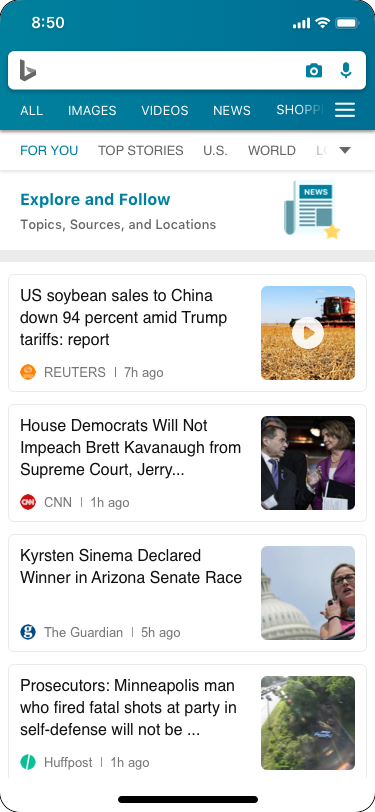 8:50
ALL IMAGES VIDEOS NEWS SHOPP
FOR YOU TOP STORIES U.S. WORLD L
Explore and Follow
Topics, Sources, and Locations
NEWS
US soybean sales to China
down 94 percent amid Trump
tariffs: report
REUTERS | 7h ago
House Democrats Will Not
Impeach Brett Kavanaugh from
Supreme Court, Jerry...
CNN
CNN | 1h ago
Kyrsten Sinema Declared
Winner in Arizona Senate Race
g
The Guardian | 5h ago
Prosecutors: Minneapolis man
who fired fatal shots at party in
self-defense will not be ...
Huffpost | 1h ago